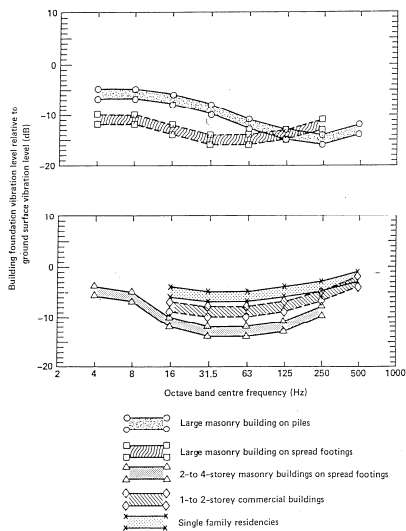 Building foundation vibration level relative to
ground surface vibration level (dB)
10
0
−10
−20
10
0
−10
−20
2 4 8 16 31.5 63 125 250 500 1000
Octave band centre frequency (Hz)
Large masonry building on piles
Large masonry building on spread footings
2-to 4-storey masonry buildings on spread footings
1-to 2-storey commercial buildings
Single family residencies